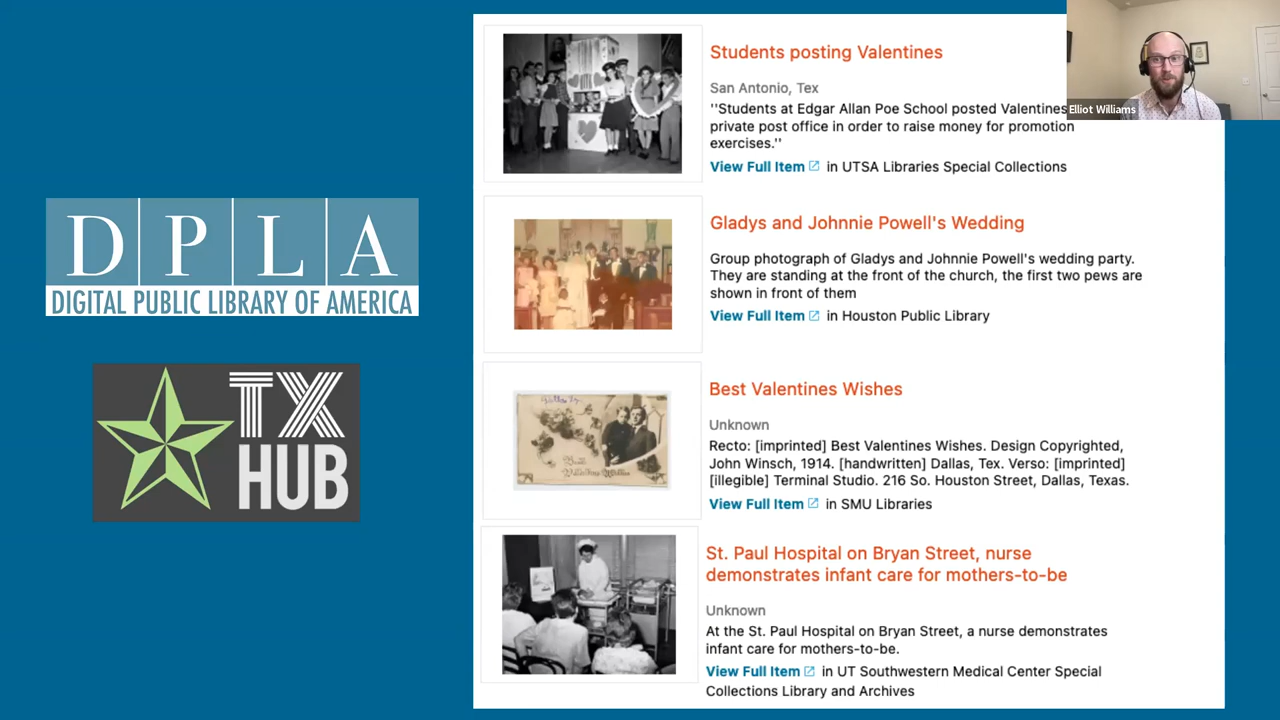 DPLA
DIGITAL PUBLIC LIBRARY OF AMERICA
TX
HUB
Students posting Valentines
San Antonio, Tex
''Students at Edgar Allan Poe School posted Valentines
private post office in order to raise money for promotion
exercises.''
View Full Item in UTSA Libraries Special Collections
Gladys and Johnnie Powell's Wedding
Group photograph of Gladys and Johnnie Powell's wedding party.
They are standing at the front of the church, the first two pews are
shown in front of them
View Full Item in Houston Public Library
Best Valentines Wishes
Unknown
Recto: [imprinted] Best Valentines Wishes. Design Copyrighted,
John Winsch, 1914. [handwritten] Dallas, Tex. Verso: [imprinted]
[illegible] Terminal Studio. 216 So. Houston Street, Dallas, Texas.
View Full Item in SMU Libraries
St. Paul Hospital on Bryan Street, nurse
demonstrates infant care for mothers-to-be
Unknown
At the St. Paul Hospital on Bryan Street, a nurse demonstrates
infant care for mothers-to-be.
View Full Item in UT Southwestern Medical Center Special
Collections Library and Archives
Elliot Williams